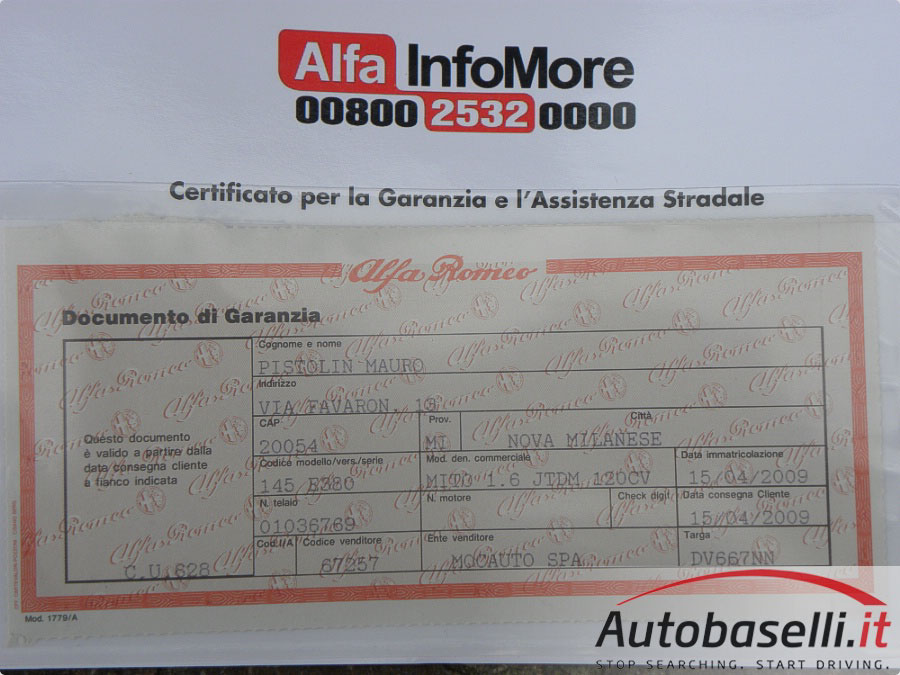 Alfa InfoMore
00800 2532 0000
Certificato per la Garanzia e l'Assistenza Stradale
Alfa Romeo
Documento di Garanzia
Cognome e nome
PISTOLIN MAURO
Indirizzo
VIA FAVARON, 15
CAP Prov. Città
20054 MI NOVA MILANESE
Questo documento
è valido a partire dalla
data consegna cliente
a fianco indicata
Codice modello/vers./serie Mod. den. commerciale Data immatricolazione
145 E380 MITO 1.6 JTDM 120CV 15/04/2009
N. telaio N. motore Check digit Data consegna Cliente
01036769 15/04/2009
Cod. I/A Codice venditore Ente venditore Targa
C.U 628 67257 MOCAUTO SPA DV667NN
Mod. 1779/A
Autobaselli.it
STOP SEARCHING. START DRIVING.